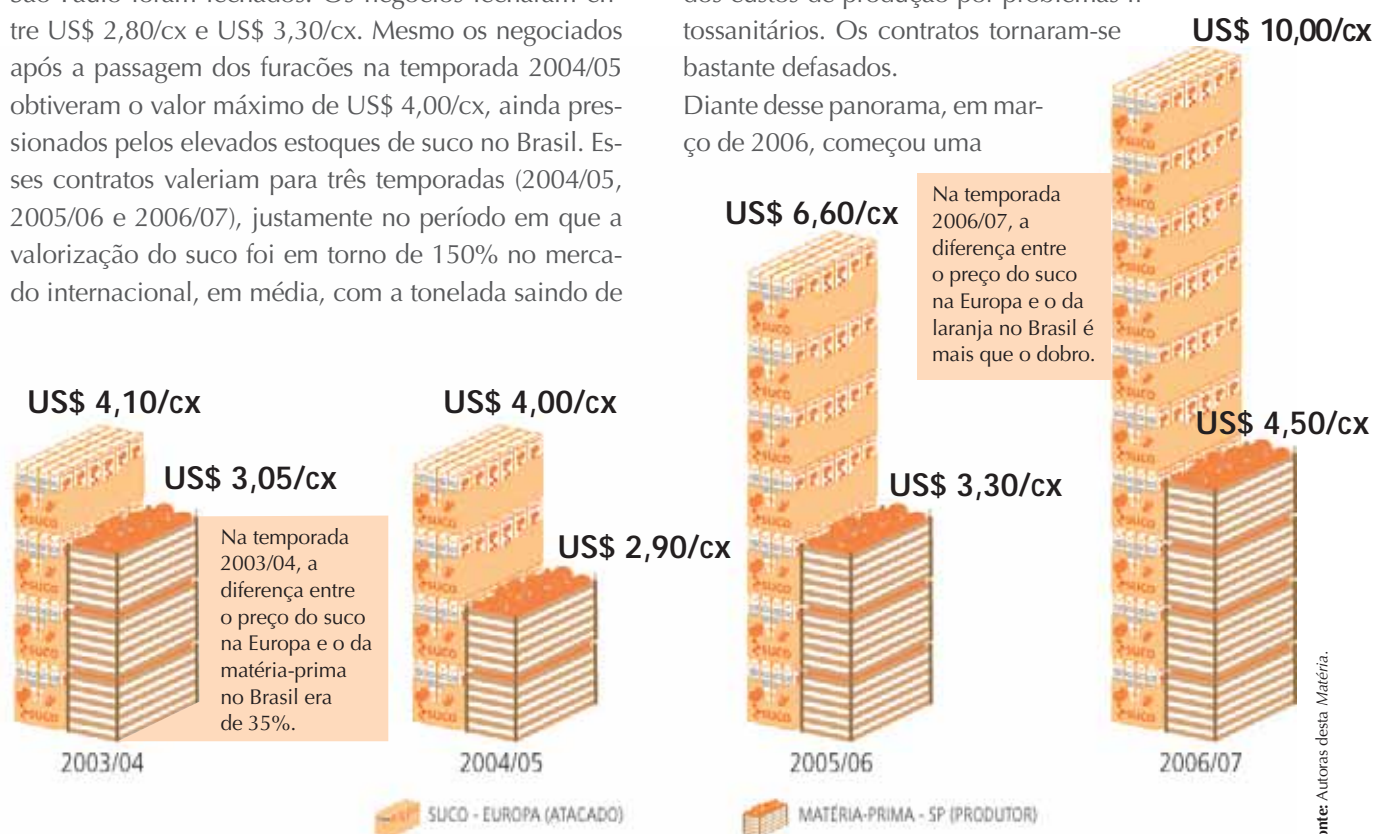 são Paulo foram fechados. Os negócios fecharam en-
tre US$ 2,80/cx e US$ 3,30/cx. Mesmo os negociados
após a passagem dos furacões na temporada 2004/05
obtiveram o valor máximo de US$ 4,00/cx, ainda pres-
sionados pelos elevados estoques de suco no Brasil. Es-
ses contratos valeriam para três temporadas (2004/05,
2005/06 e 2006/07), justamente no período em que a
valorização do suco foi em torno de 150% no merca-
do internacional, em média, com a tonelada saindo de
dos custos de produção por problemas fi
tossanitários. Os contratos tornaram-se
bastante defasados.
Diante desse panorama, em mar-
ço de 2006, começou uma
US$ 4,10/cx
US$ 3,05/cx
Na temporada
2003/04, a
diferença entre
o preço do suco
na Europa e o da
matéria-prima
no Brasil era
de 35%.
2003/04
US$ 4,00/cx
US$ 2,90/cx
2004/05
US$ 6,60/cx
US$ 3,30/cx
2005/06
Na temporada
2006/07, a
diferença entre
o preço do suco
na Europa e o da
laranja no Brasil é
mais que o dobro.
US$ 10,00/cx
US$ 4,50/cx
2006/07
SUCO - EUROPA (ATACADO)
MATÉRIA-PRIMA - SP (PRODUTOR)
onte: Autoras desta Matéria.